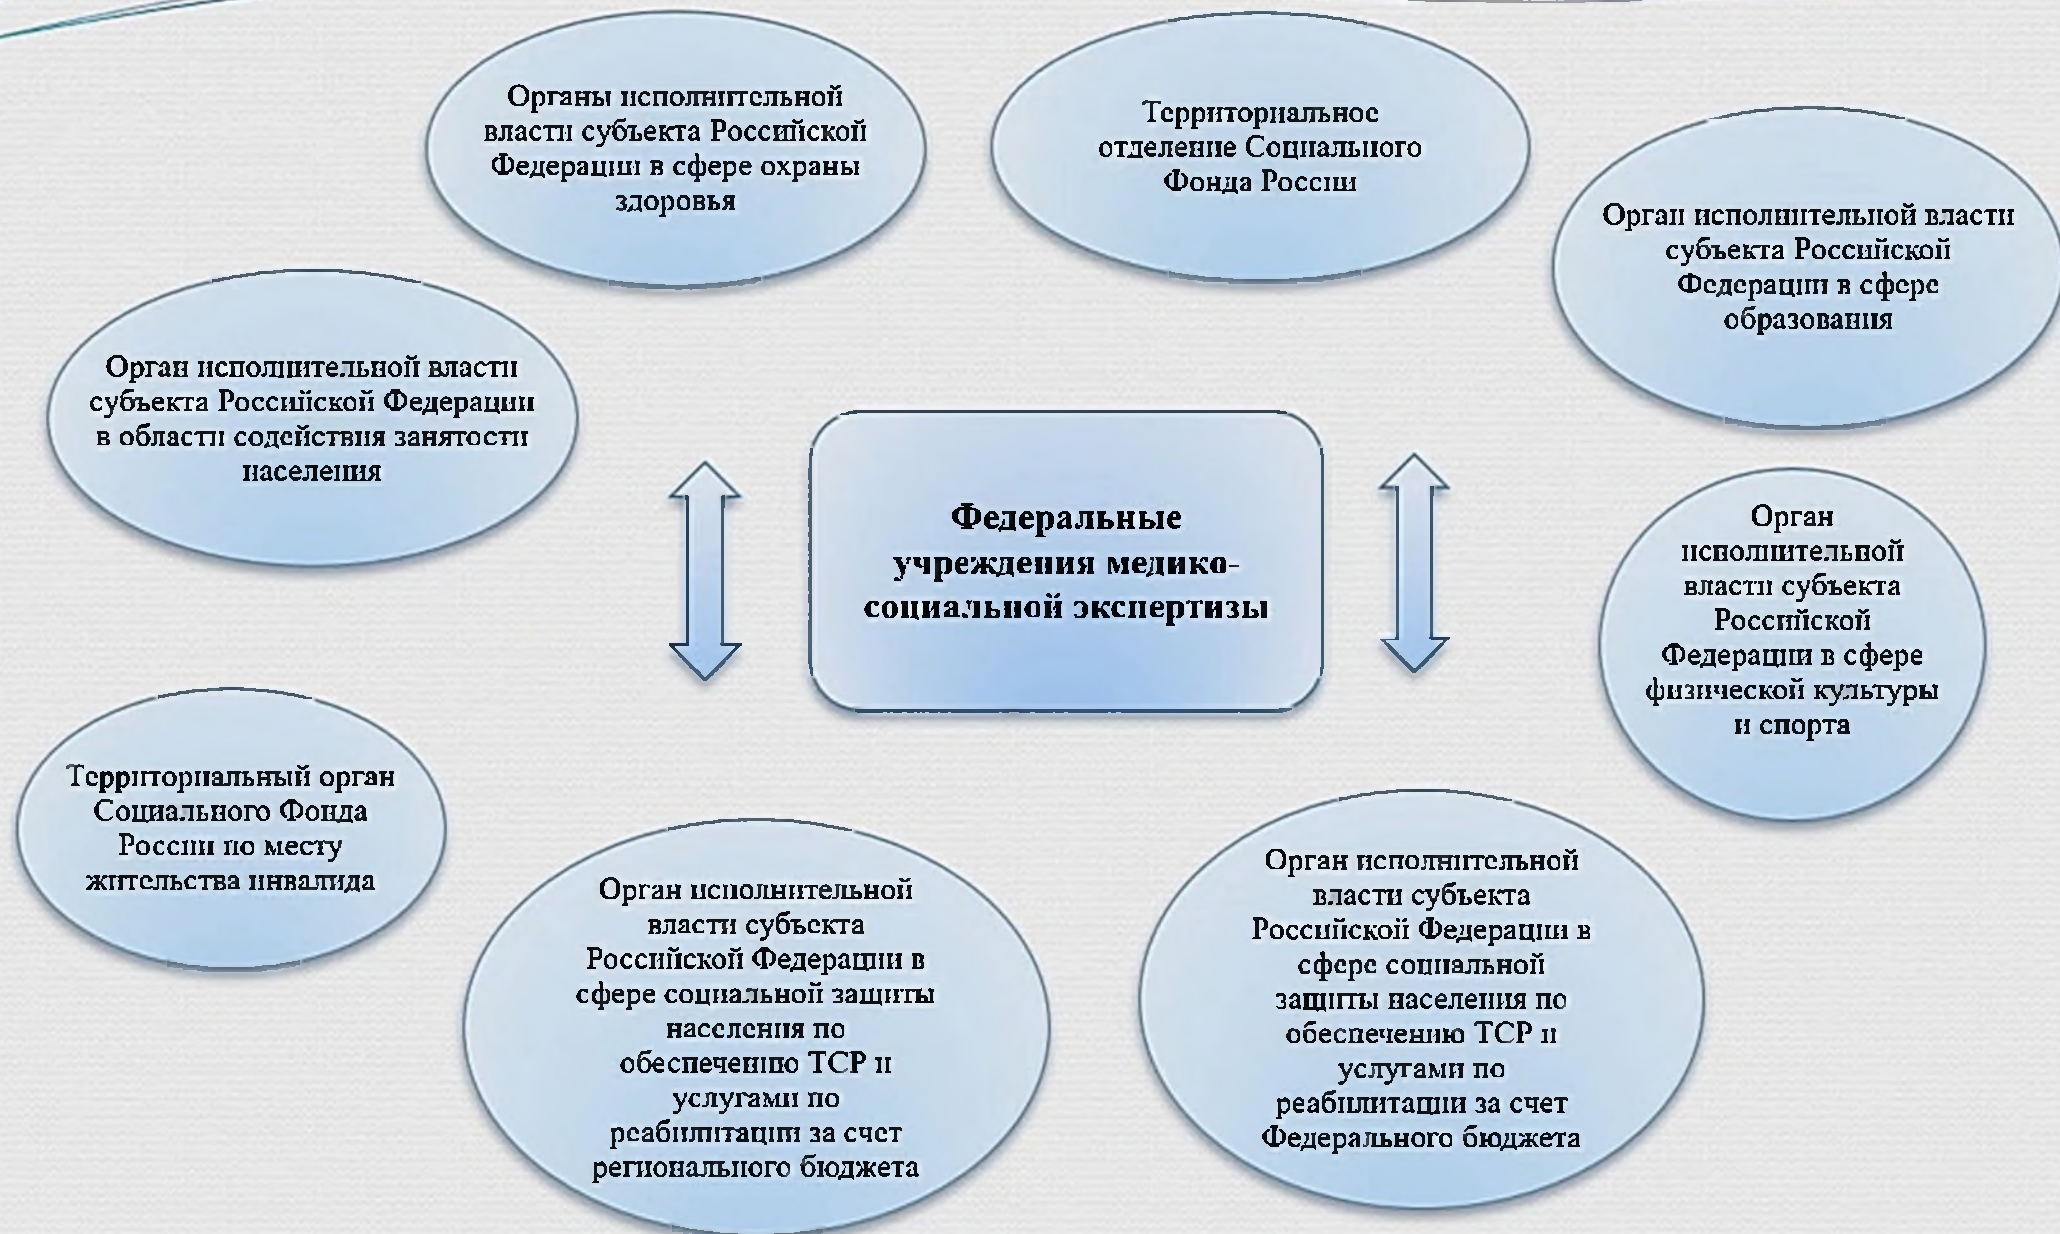 Органы исполнительной
власти субъекта Российской
Федерации в сфере охраны
здоровья
Территориальное
отделение Социального
Фонда России
Орган исполнительной власти
субъекта Российской
Федерации в сфере
образования
Орган исполнительной власти
субъекта Российской Федерации
в области содействия занятости
населения
Федеральные
учреждения медико-
социальной экспертизы
Орган
исполнительной
власти субъекта
Российской
Федерации в сфере
физической культуры
и спорта
Территориальный орган
Социального Фонда
России по месту
жительства инвалида
Орган исполнительной
власти субъекта
Российской Федерации в
сфере социальной защиты
населения по
обеспечению ТСР и
услугами по
реабилитации за счет
регионального бюджета
Орган исполнительной
власти субъекта
Российской Федерации в
сфере социальной
защиты населения по
обеспечению ТСР и
услугами по
реабилитации за счет
Федерального бюджета